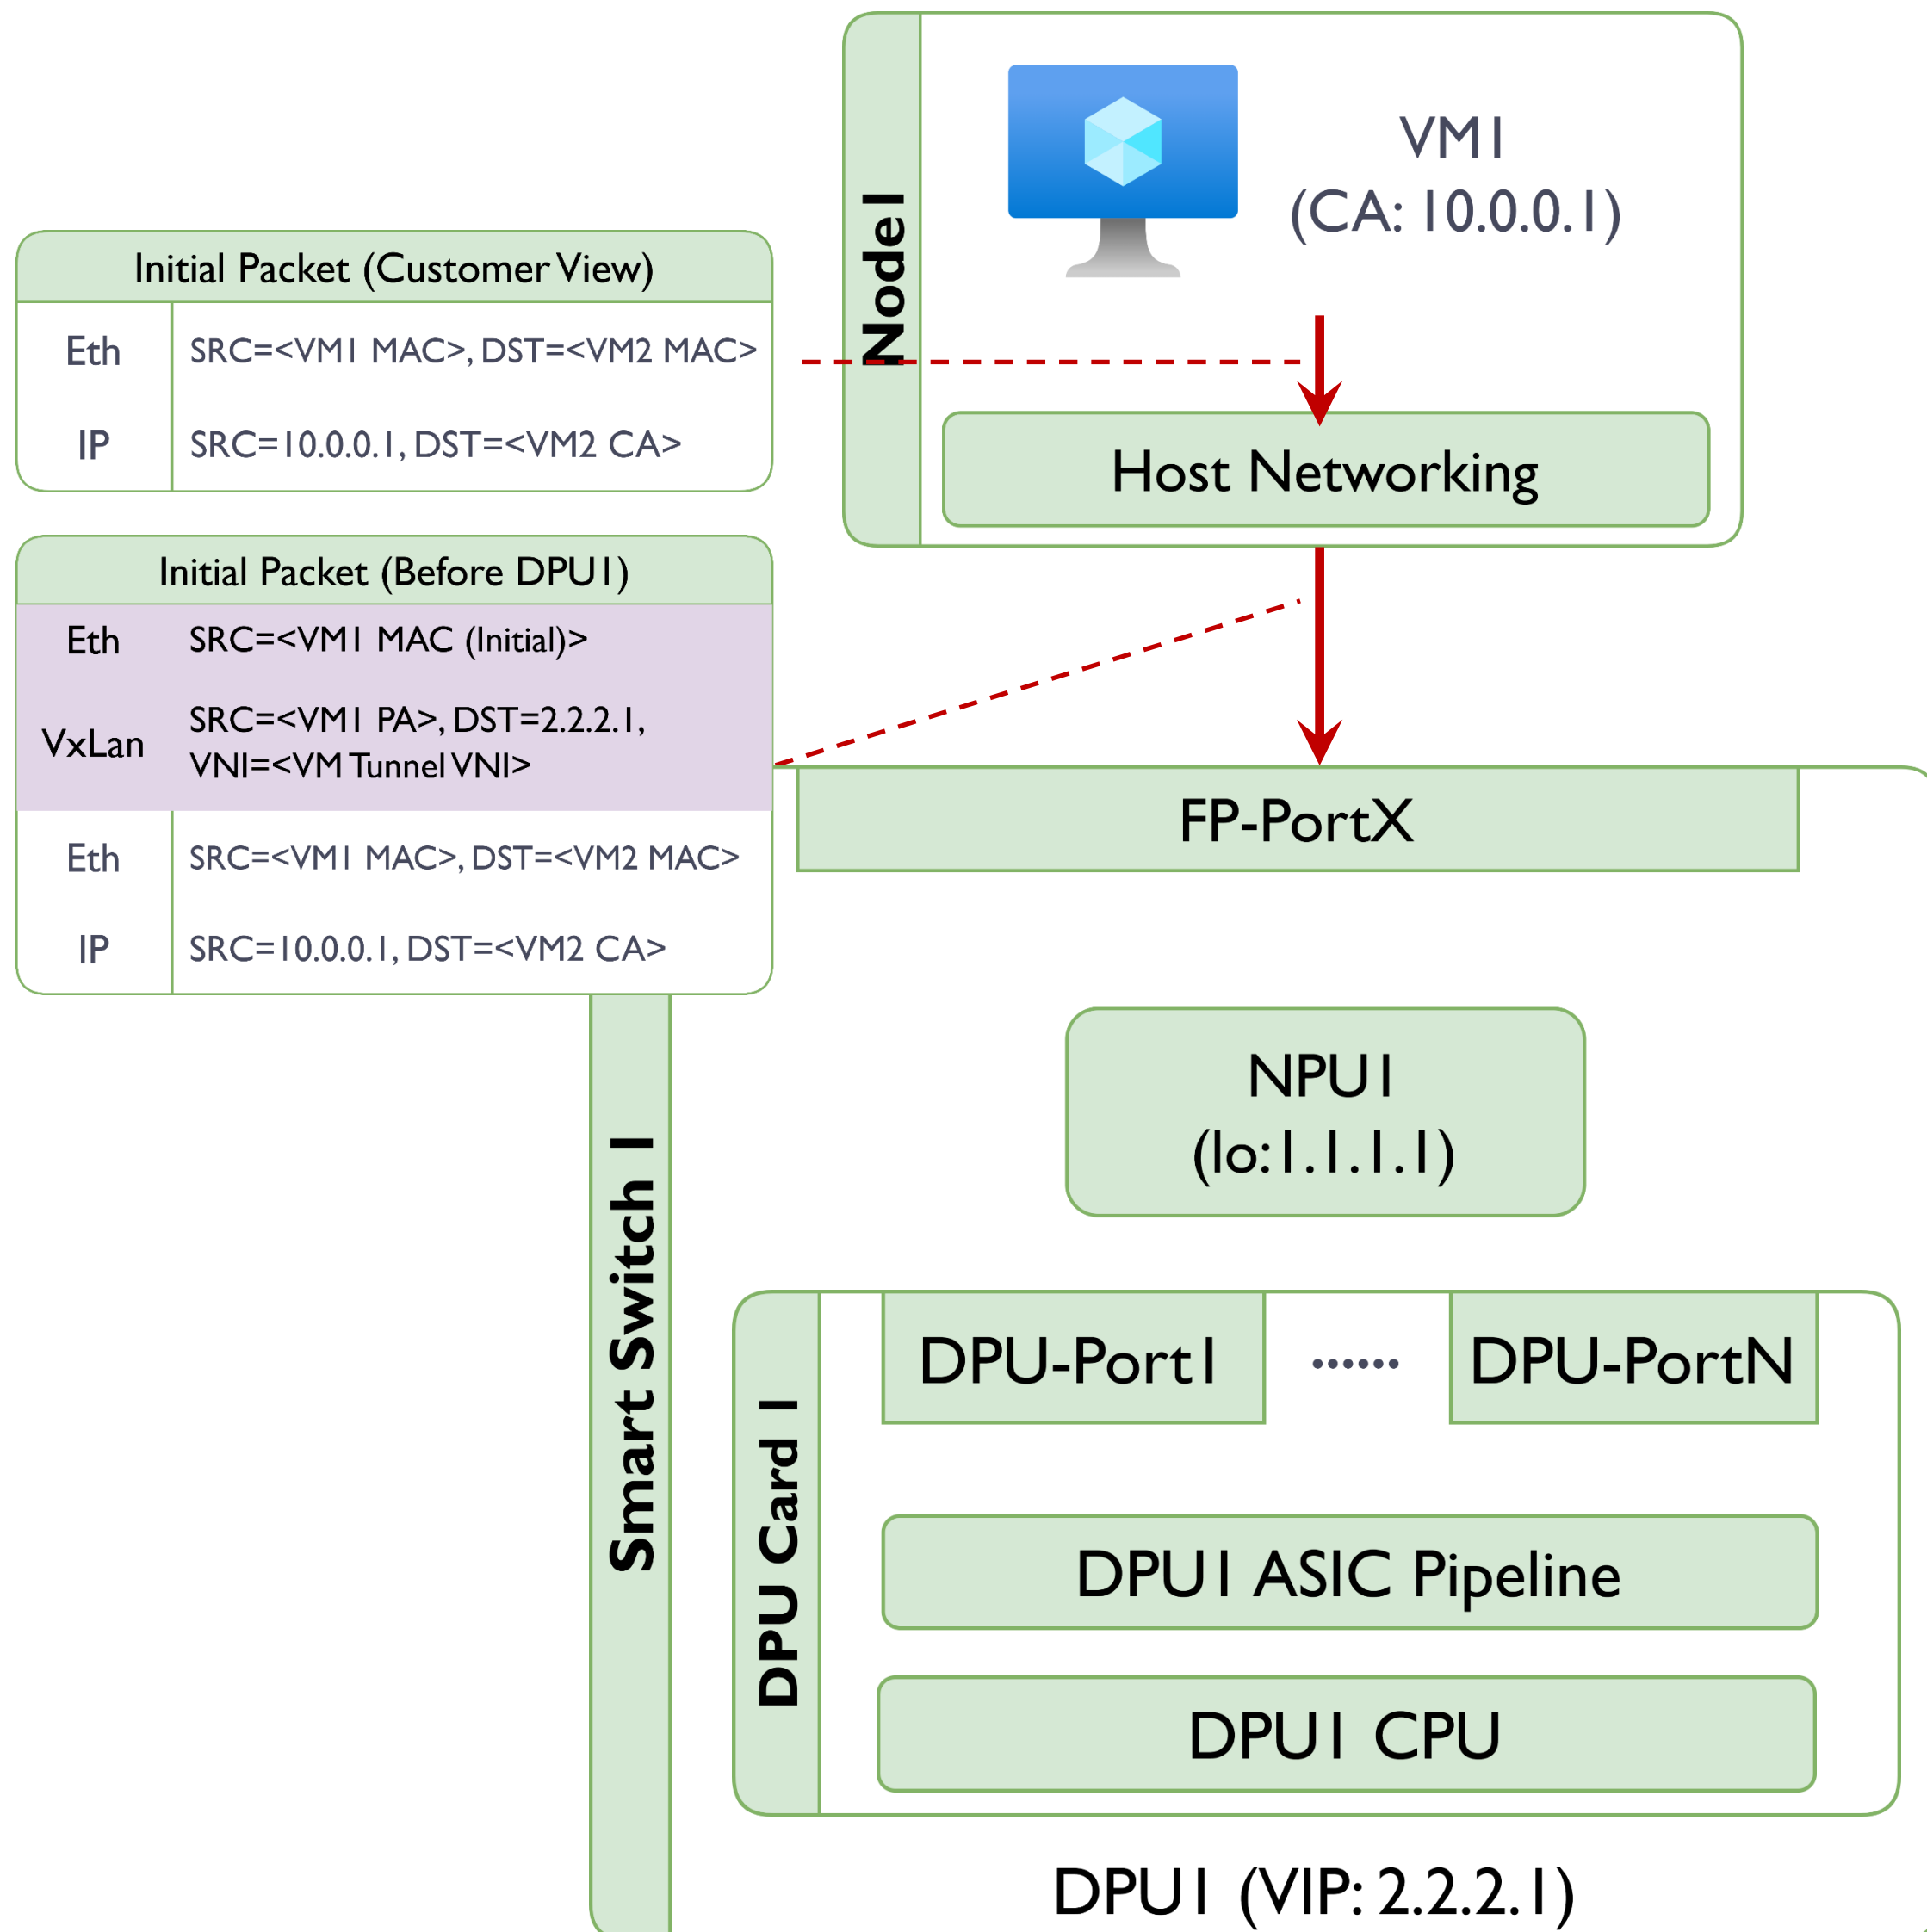 VM1
(CA: 10.0.0.1)
Node1
Initial Packet (Customer View)
Eth SRC=<VM1 MAC>, DST=<VM2 MAC>
IP SRC=10.0.0.1, DST=<VM2 CA>
Host Networking
Initial Packet (Before DPU1)
Eth SRC=<VM1 MAC (Initial)>
VxLan SRC=<VM1 PA>, DST=2.2.2.1,
VNI=<VM Tunnel VNI>
Eth SRC=<VM1 MAC>, DST=<VM2 MAC>
IP SRC=10.0.0.1, DST=<VM2 CA>
FP-PortX
NPU1
(lo:1.1.1.1)
Smart Switch 1
DPU-Port1 ...... DPU-PortN
DPU Card 1
DPU1 ASIC Pipeline
DPU1 CPU
DPU1 (VIP: 2.2.2.1)